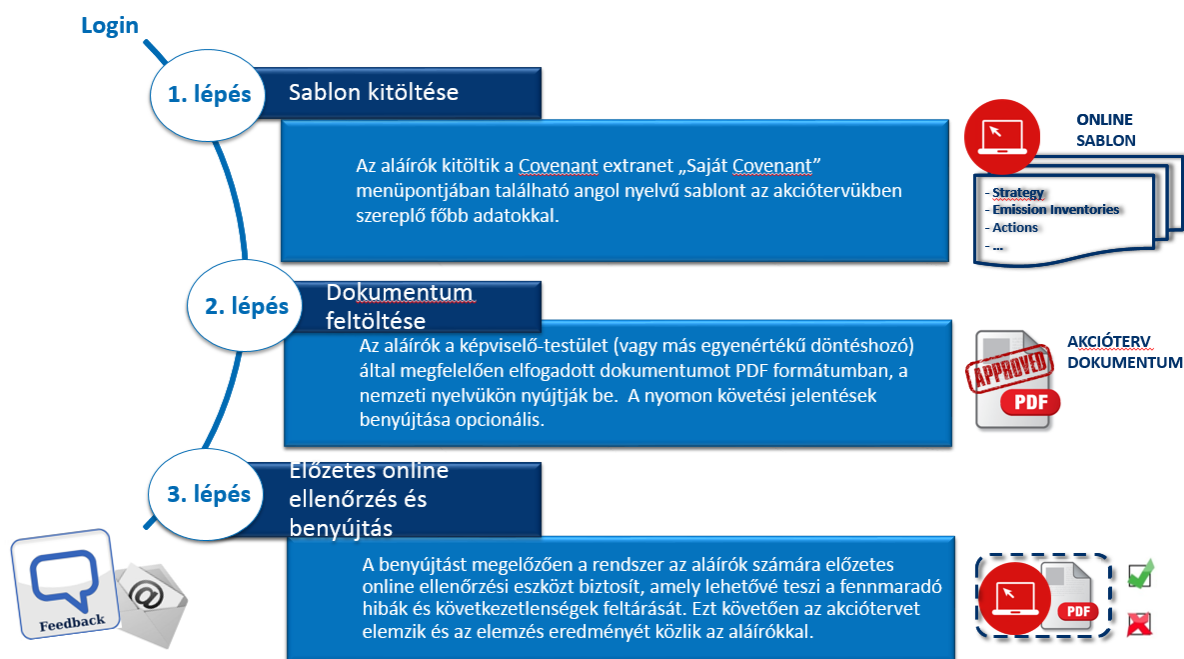 Login
1. lépés
Sablon kitöltése
Az aláírók kitöltik a Covenant extranet „Saját Covenant”
menüpontjában található angol nyelvű sablont az akciótervükben
szereplő főbb adatokkal.
ONLINE
SABLON
- Strategy
- Emission Inventories
- Actions
- ...
2. lépés
Dokumentum
feltöltése
Az aláírók a képviselő-testület (vagy más egyenértékű döntéshozó)
által megfelelően elfogadott dokumentumot PDF formátumban, a
nemzeti nyelvükön nyújtják be. A nyomon követési jelentések
benyújtása opcionális.
APPROVED
PDF
AKCIÓTERV
DOKUMENTUM
3. lépés
Előzetes online
ellenőrzés és
benyújtás
A benyújtást megelőzően a rendszer az aláírók számára előzetes
online ellenőrzési eszközt biztosít, amely lehetővé teszi a fennmaradó
hibák és következetlenségek feltárását. Ezt követően az akciótervet
elemzik és az elemzés eredményét közlik az aláírókkal.
PDF
Feedback
@